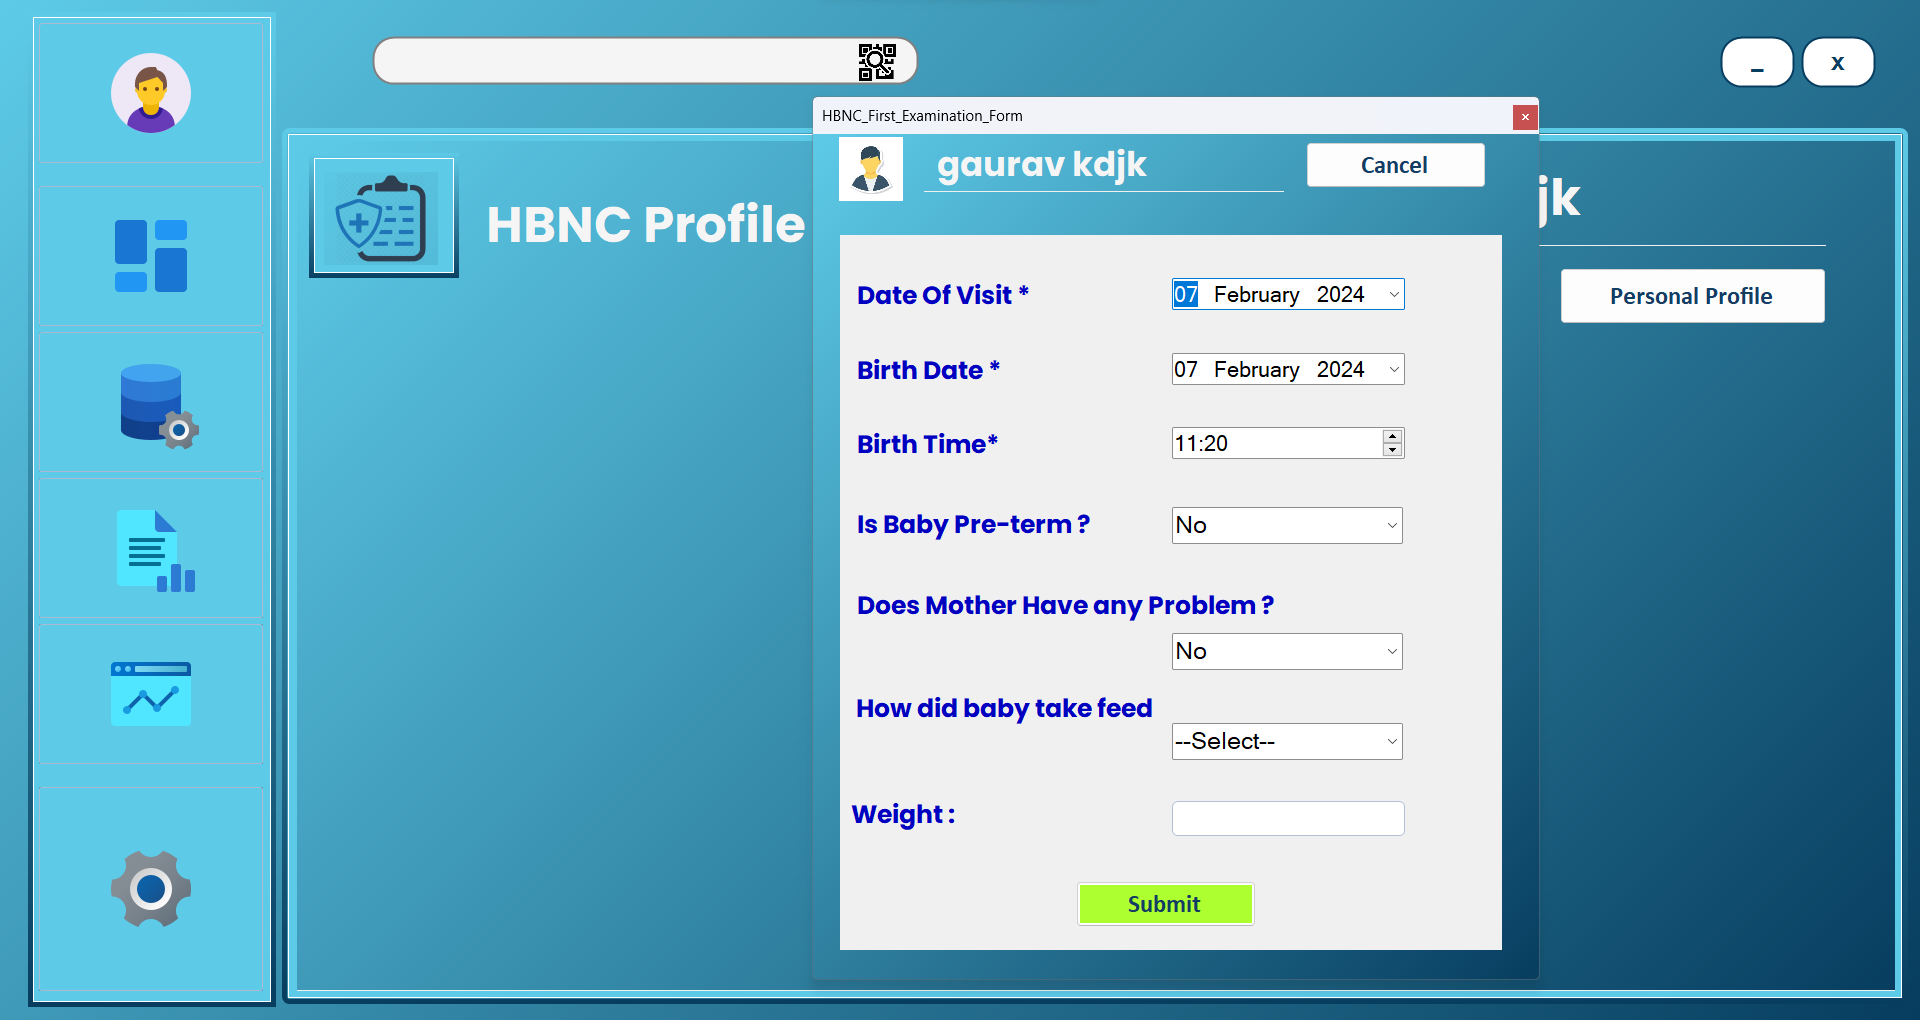 _
x
HBNC_First_Examination_Form
×
gaurav kdjk
Cancel
jk
HBNC Profile
Personal Profile
Date Of Visit *
07 February 2024
Birth Date *
07 February 2024
Birth Time*
11:20
Is Baby Pre-term ?
No
Does Mother Have any Problem ?
No
How did baby take feed
--Select--
Weight :
Submit